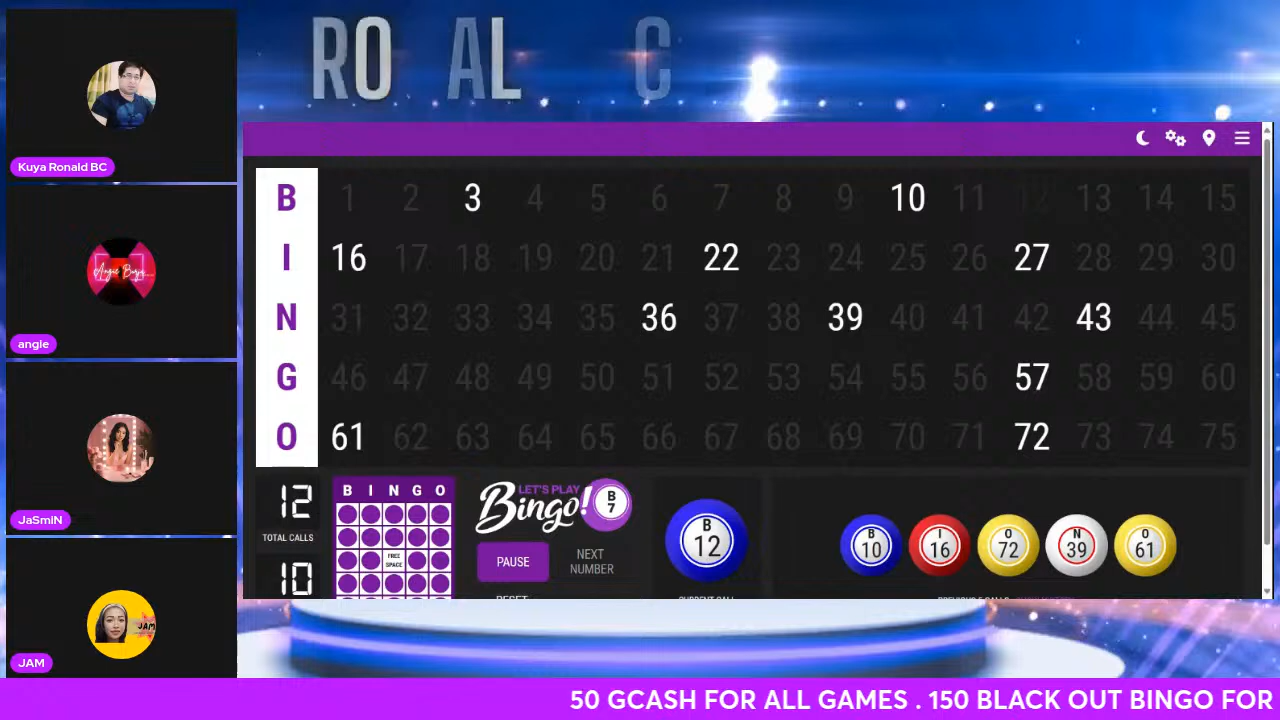 RO AL C
Kuya Ronald BC
angie
JaSmiN
JAM
B 1 2 3 4 5 6 7 8 9 10 11 12 13 14 15
I 16 17 18 19 20 21 22 23 24 25 26 27 28 29 30
N 31 32 33 34 35 36 37 38 39 40 41 42 43 44 45
G 46 47 48 49 50 51 52 53 54 55 56 57 58 59 60
O 61 62 63 64 65 66 67 68 69 70 71 72 73 74 75
12
TOTAL CALLS
10
B I N G O
FREE
SPACE
LET'S PLAY
Bingo!
B
7
PAUSE
NEXT
NUMBER
B
12
B
10
I
16
O
72
N
39
O
61
50 GCASH FOR ALL GAMES . 150 BLACK OUT BINGO FOR